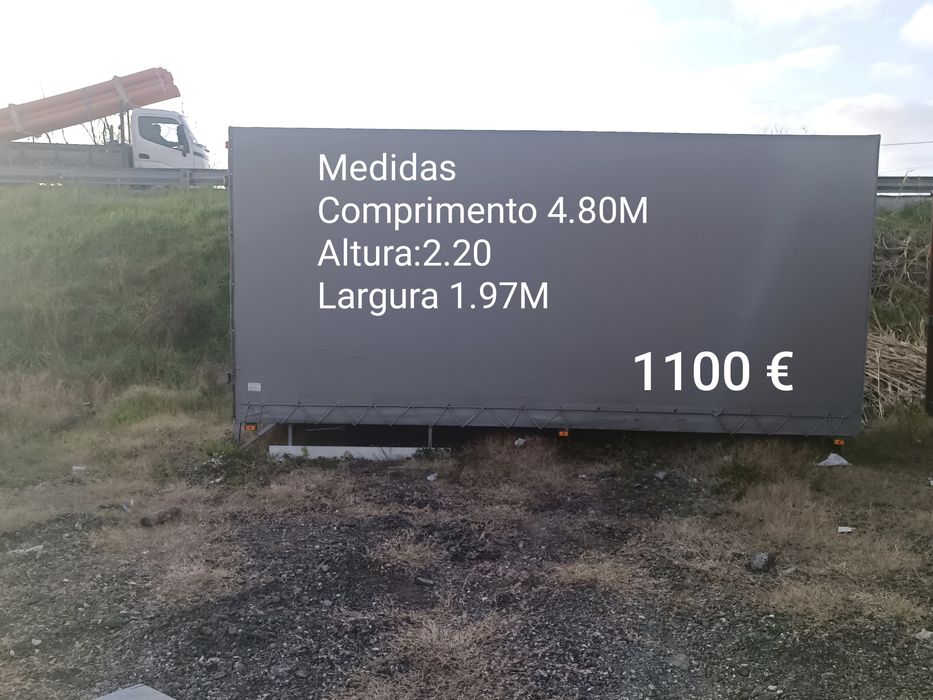 Medidas
Comprimento 4.80M
Altura:2.20
Largura 1.97M
1100 €